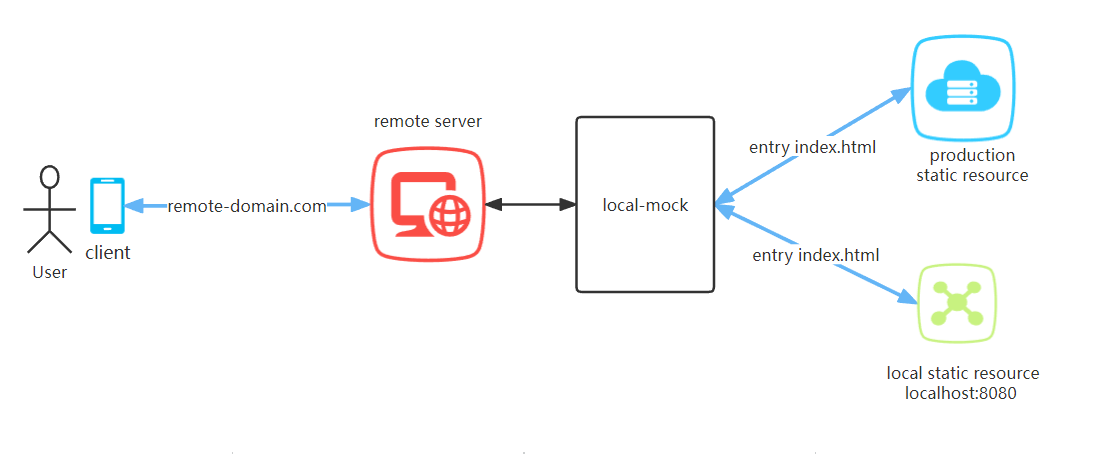 remote server
entry index.html
production
static resource
remote-domain.com
local-mock
client
User
entry index.html
local static resource
localhost:8080